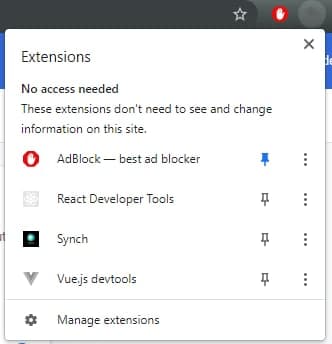 Extensions
No access needed
These extensions don't need to see and change
information on this site.
AdBlock — best ad blocker
React Developer Tools
Synch
Vue.js devtools
Manage extensions